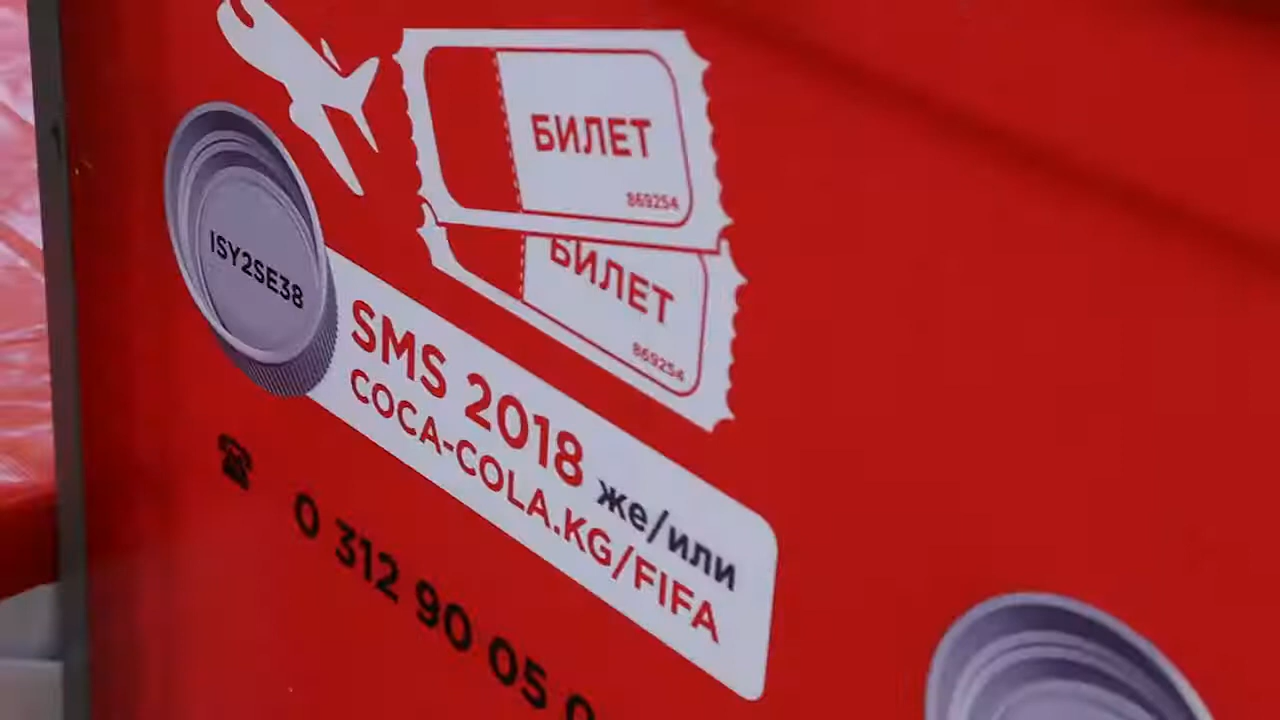 БИЛЕТ
869254
БИЛЕТ
869254
ISY2SE38
SMS 2018 же/или
COCA-COLA.KG/FIFA
0 312 90 05